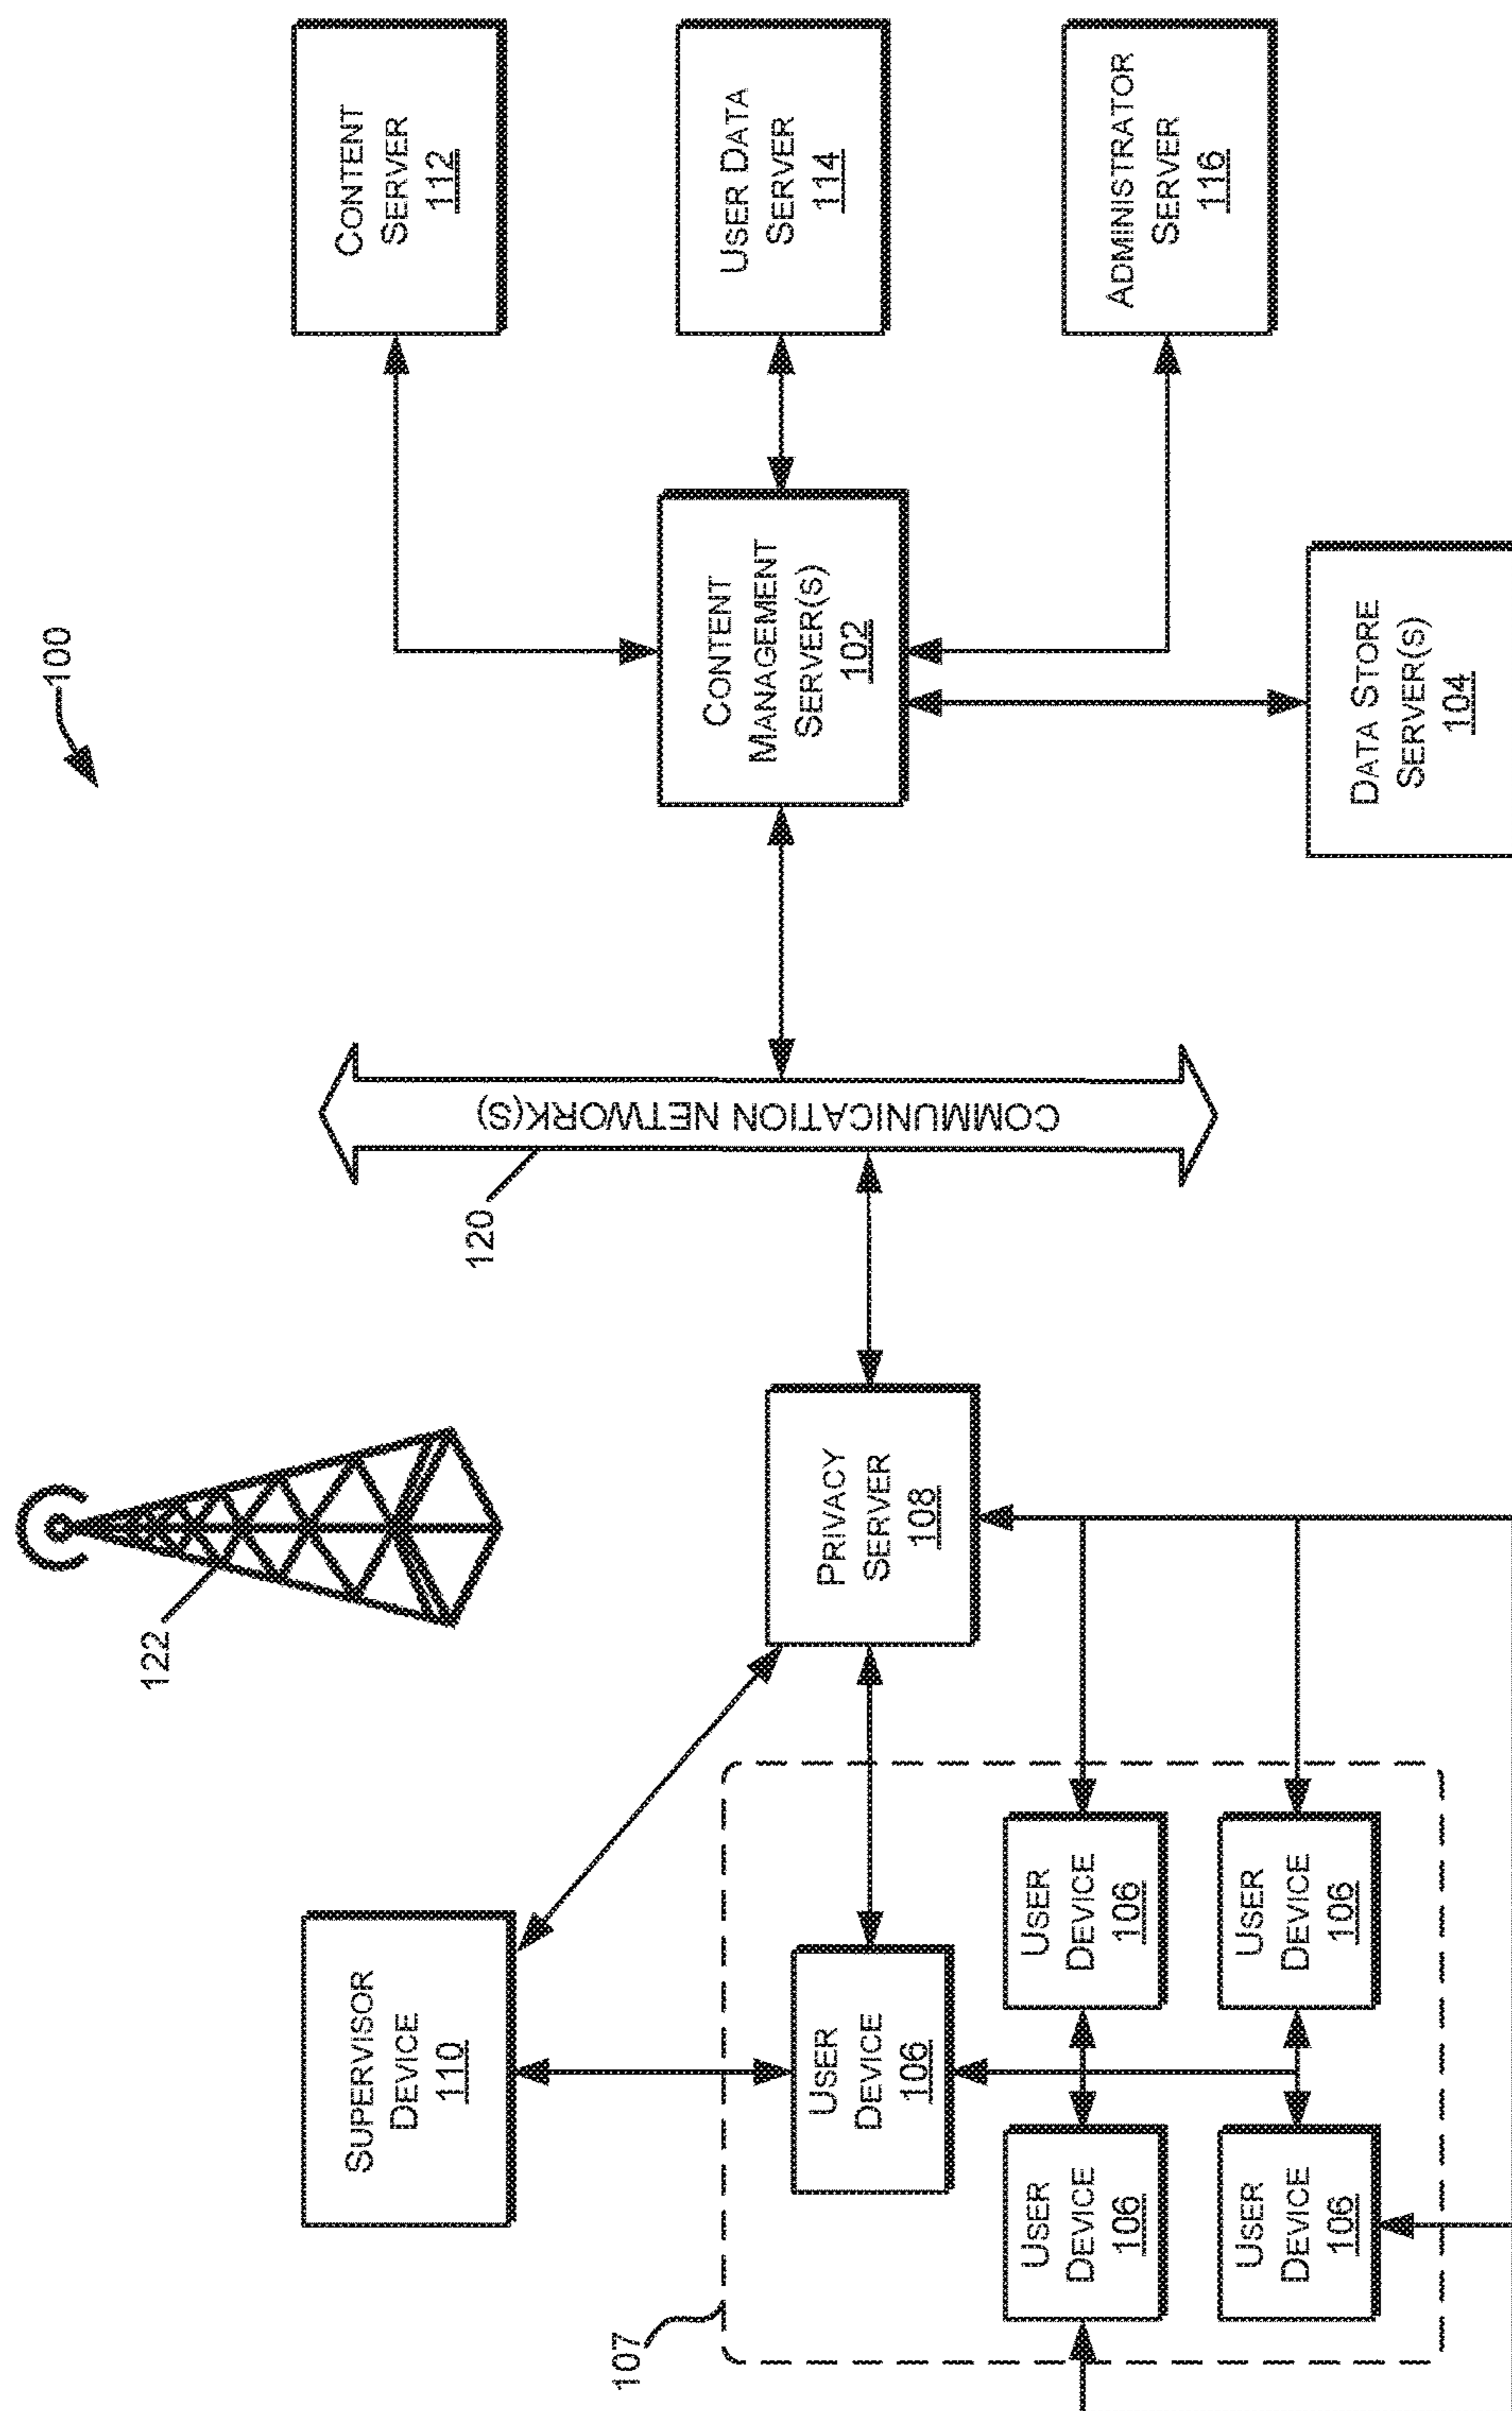 100
122
120
107
SUPERVISOR
DEVICE
110
USER
DEVICE
106
USER
DEVICE
106
USER
DEVICE
106
USER
DEVICE
106
USER
DEVICE
106
PRIVACY
SERVER
108
COMMUNICATION NETWORK(S)
CONTENT
MANAGEMENT
SERVER(S)
102
CONTENT
SERVER
112
USER DATA
SERVER
114
ADMINISTRATOR
SERVER
116
DATA STORE
SERVER(S)
104